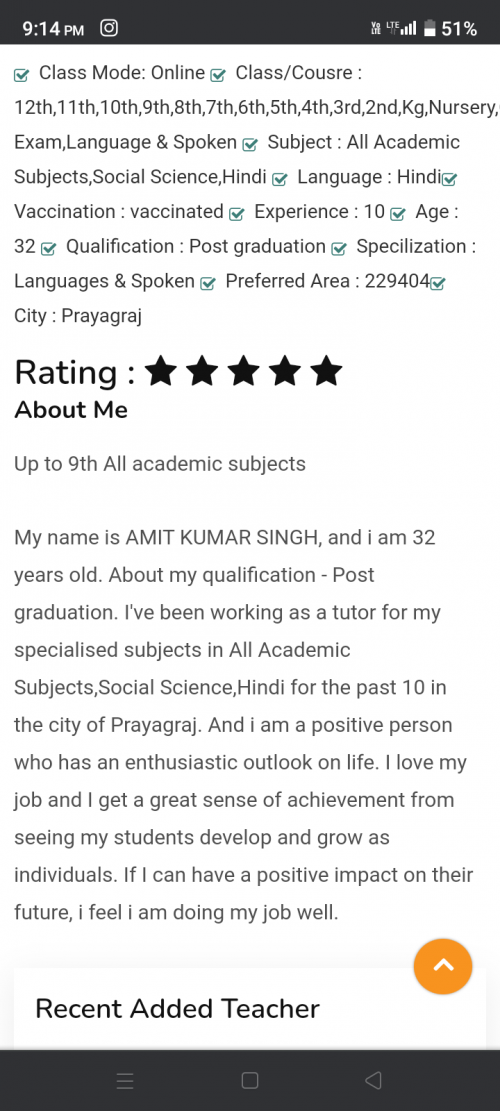 9:14 PM VoLTE LTE 51%
Class Mode: Online Class/Cousre :
12th,11th,10th,9th,8th,7th,6th,5th,4th,3rd,2nd,Kg,Nursery,
Exam,Language & Spoken Subject : All Academic
Subjects,Social Science,Hindi Language : Hindi
Vaccination : vaccinated Experience : 10 Age :
32 Qualification : Post graduation Specilization :
Languages & Spoken Preferred Area : 229404
City : Prayagraj
Rating :
About Me
Up to 9th All academic subjects
My name is AMIT KUMAR SINGH, and i am 32
years old. About my qualification - Post
graduation. I've been working as a tutor for my
specialised subjects in All Academic
Subjects,Social Science,Hindi for the past 10 in
the city of Prayagraj. And i am a positive person
who has an enthusiastic outlook on life. I love my
job and I get a great sense of achievement from
seeing my students develop and grow as
individuals. If I can have a positive impact on their
future, i feel i am doing my job well.
Recent Added Teacher